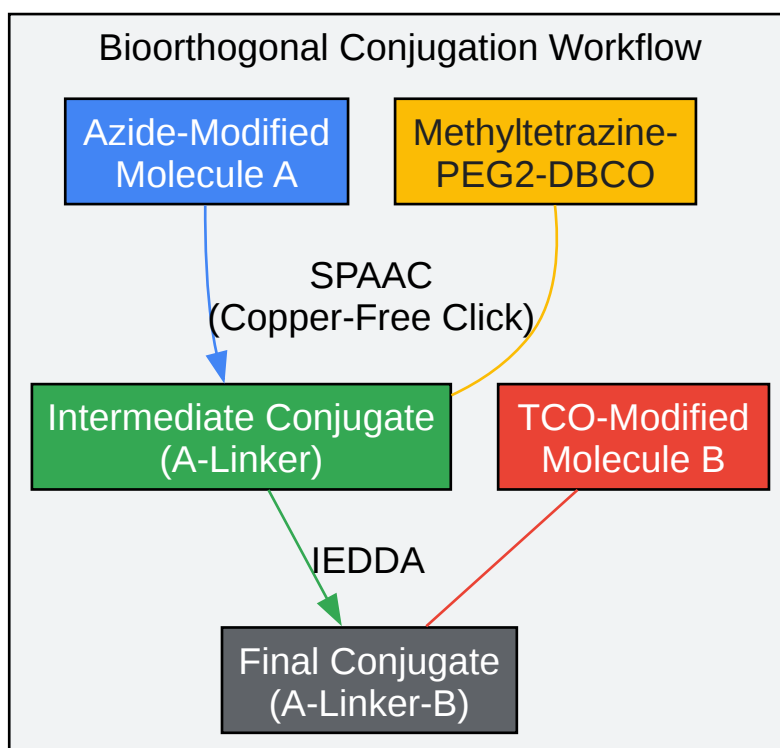 Bioorthogonal Conjugation Workflow
Azide-Modified
Molecule A
Methyltetrazine-
PEG2-DBCO
SPAAC
(Copper-Free Click)
Intermediate Conjugate
(A-Linker)
TCO-Modified
Molecule B
IEDDA
Final Conjugate
(A-Linker-B)